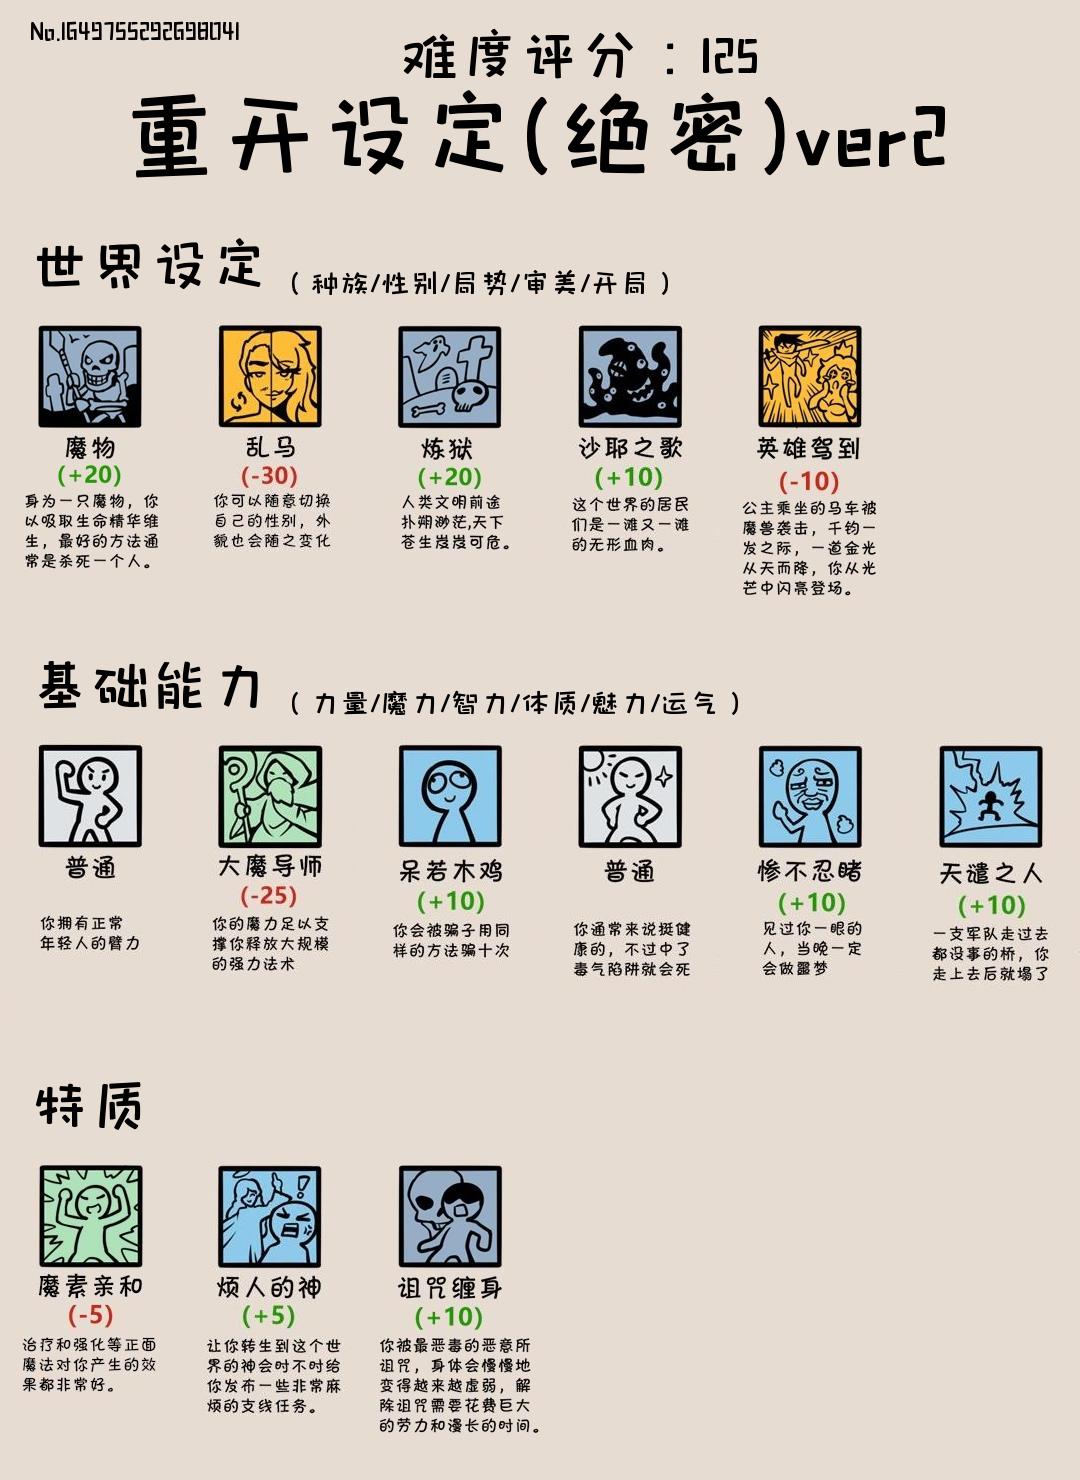 No.1649755292698041
难度评分：125
重开设定(绝密)ver2
世界设定 ( 种族/性别/局势/审美/开局 )
魔物
(+20)
身为一只魔物，你
以吸取生命精华维
生，最好的方法通
常是杀死一个人。
乱马
(-30)
你可以随意切换
自己的性别，外
貌也会随之变化
炼狱
(+20)
人类文明前途
扑朔渺茫,天下
苍生岌岌可危。
沙耶之歌
(+10)
这个世界的居民
们是一滩又一滩
的无形血肉。
英雄驾到
(-10)
公主乘坐的马车被
魔兽袭击，千钧一
发之际，一道金光
从天而降，你从光
芒中闪亮登场。
基础能力 ( 力量/魔力/智力/体质/魅力/运气 )
普通
你拥有正常
年轻人的臂力
大魔导师
(-25)
你的魔力足以支
撑你释放大规模
的强力法术
呆若木鸡
(+10)
你会被骗子用同
样的方法骗十次
普通
你通常来说挺健
康的，不过中了
毒气陷阱就会死
惨不忍睹
(+10)
见过你一眼的
人，当晚一定
会做噩梦
天谴之人
(+10)
一支军队走过去
都没事的桥，你
走上去后就塌了
特质
魔素亲和
(-5)
治疗和强化等正面
魔法对你产生的效
果都非常好。
烦人的神
(+5)
让你转生到这个世
界的神会时不时给
你发布一些非常麻
烦的支线任务。
诅咒缠身
(+10)
你被最恶毒的恶意所
诅咒，身体会慢慢地
变得越来越虚弱，解
除诅咒需要花费巨大
的劳力和漫长的时间。